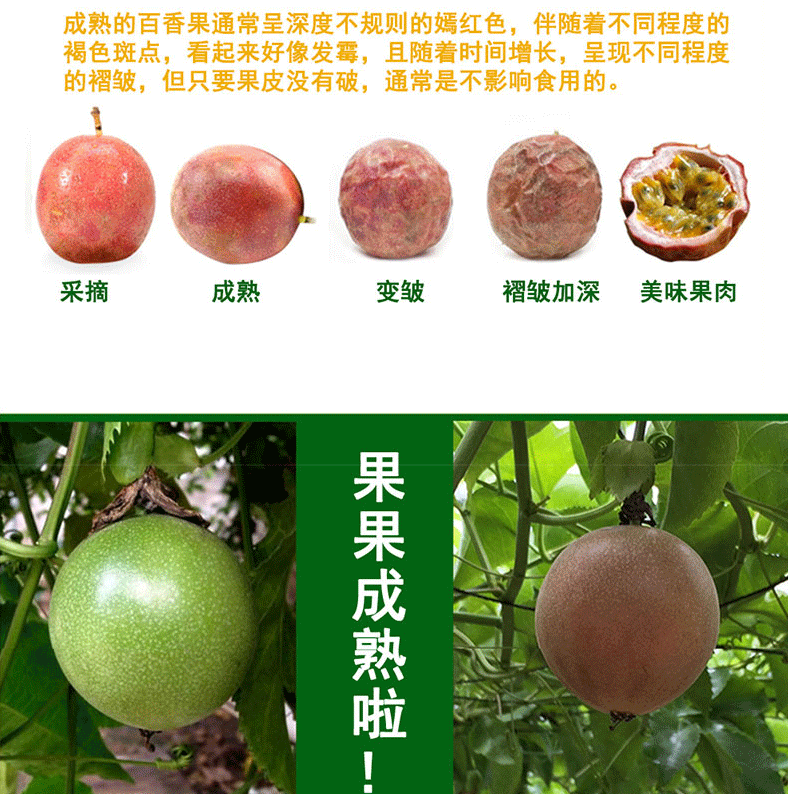 成熟的百香果通常呈深度不规则的嫣红色，伴随着不同程度的
褐色斑点，看起来好像发霉，且随着时间增长，呈现不同程度
的褶皱，但只要果皮没有破，通常是不影响食用的。
采摘 成熟 变皱 褶皱加深 美味果肉
果果成熟啦！